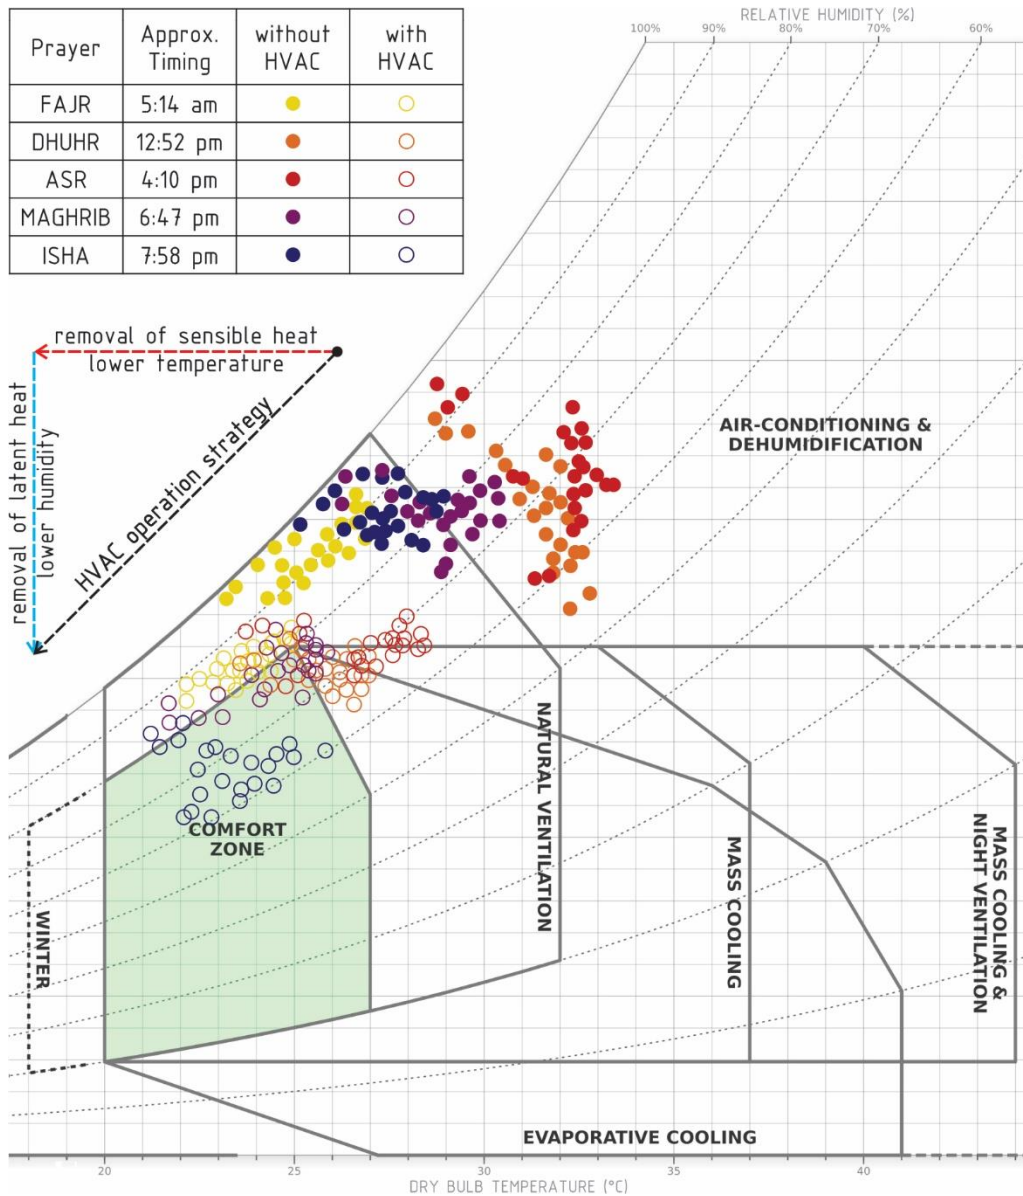 RELATIVE HUMIDITY (%)
100% 90% 80% 70% 60%
Prayer Approx. Timing without HVAC with HVAC
FAJR 5:14 am
DHUHR 12:52 pm
ASR 4:10 pm
MAGHRIB 6:47 pm
ISHA 7:58 pm
removal of sensible heat
lower temperature
removal of latent heat
lower humidity
HVAC operation strategy
AIR-CONDITIONING &
DEHUMIDIFICATION
NATURAL VENTILATION
COMFORT
ZONE
WINTER
MASS COOLING
MASS COOLING &
NIGHT VENTILATION
EVAPORATIVE COOLING
20 25 30 35 40
DRY BULB TEMPERATURE (°C)